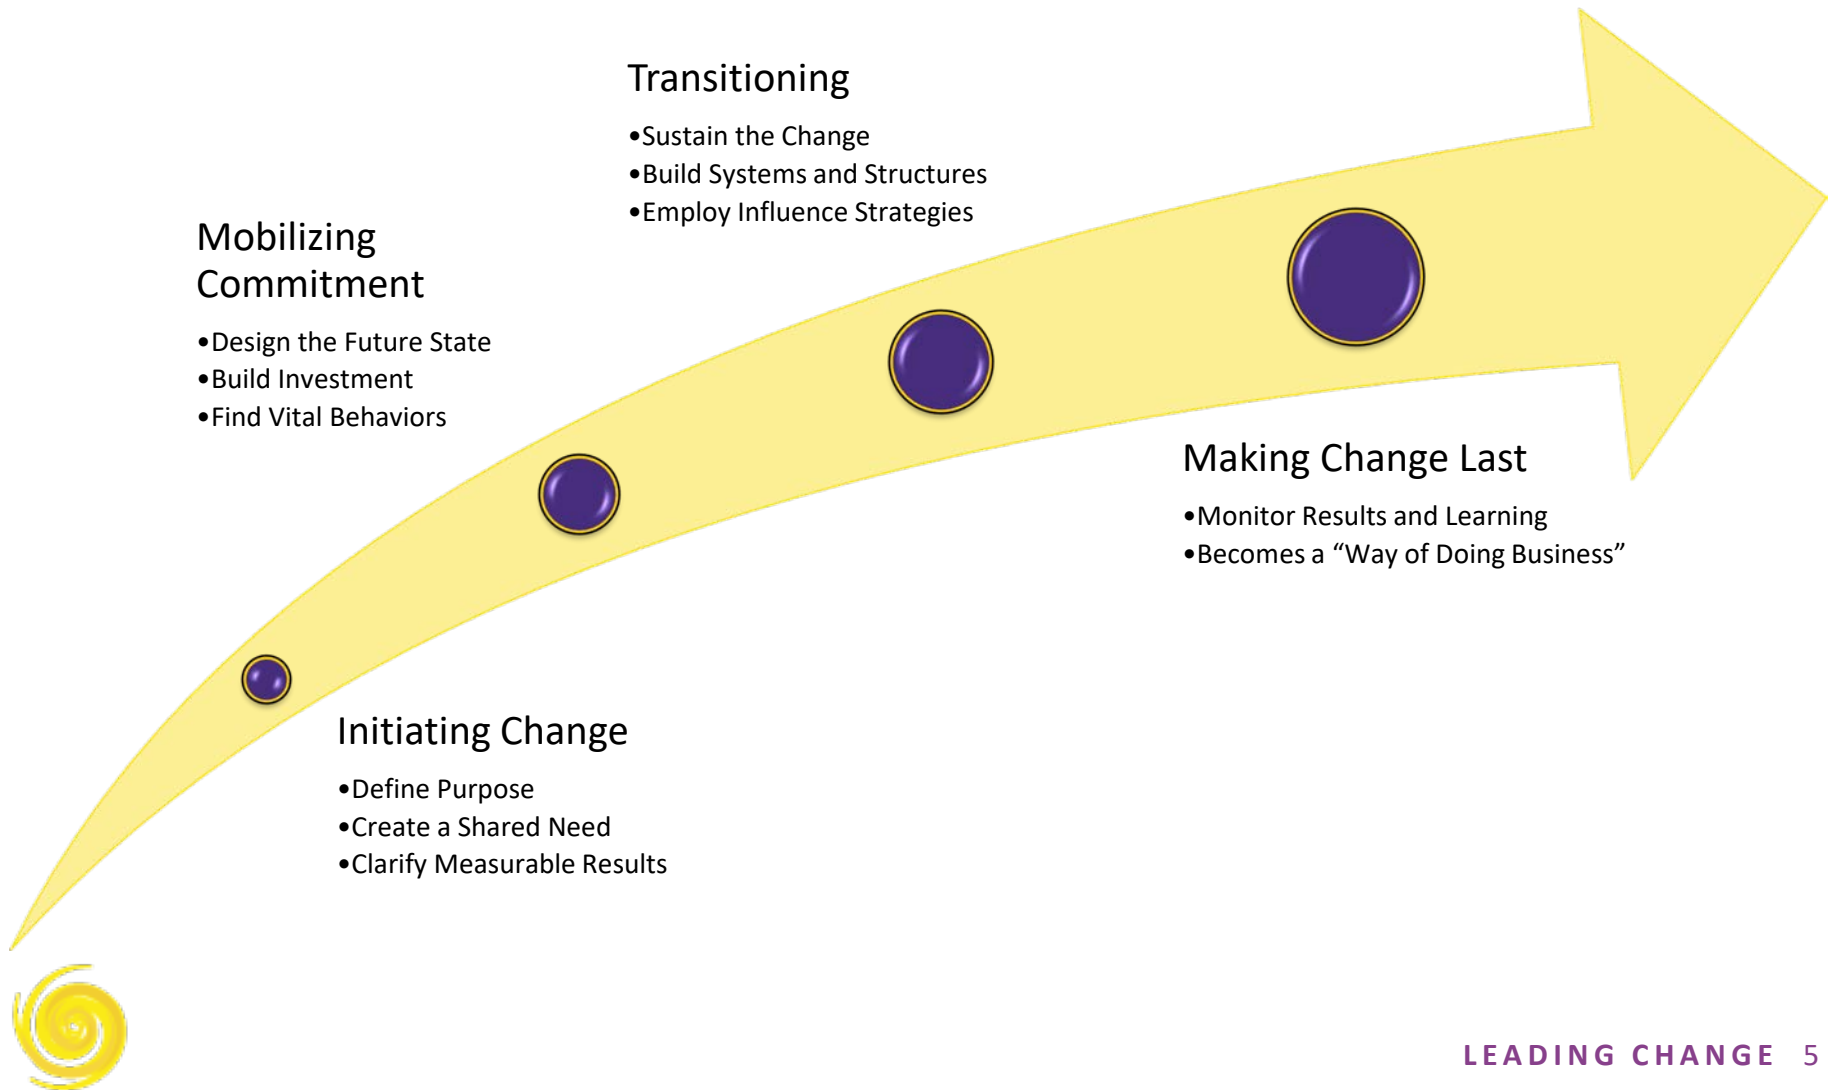 Transitioning
•Sustain the Change
•Build Systems and Structures
•Employ Influence Strategies
Mobilizing
Commitment
•Design the Future State
•Build Investment
•Find Vital Behaviors
Making Change Last
•Monitor Results and Learning
•Becomes a “Way of Doing Business”
Initiating Change
•Define Purpose
•Create a Shared Need
•Clarify Measurable Results
LEADING CHANGE 5